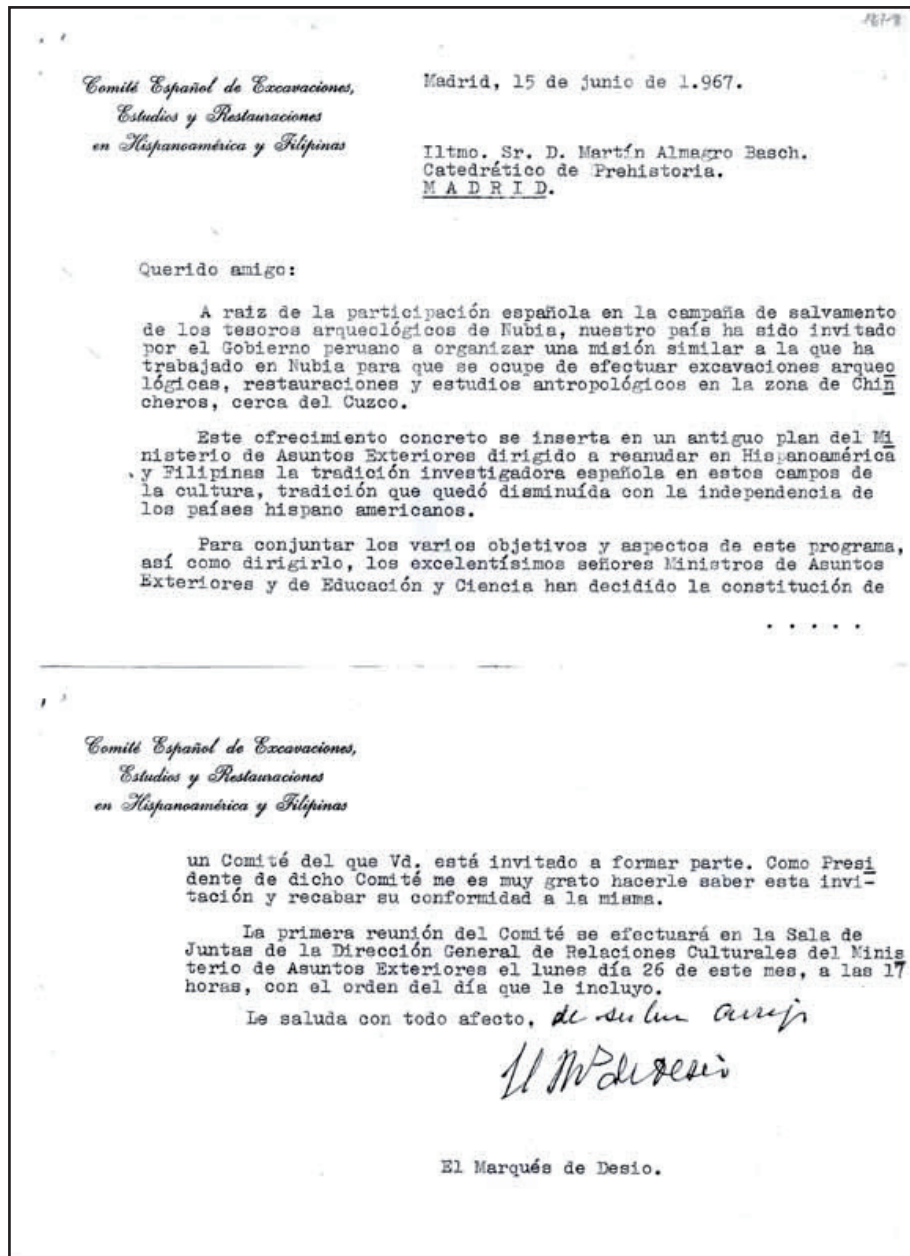 Comité Español de Excavaciones,
Estudios y Restauraciones
en Hispanoamérica y Filipinas
Madrid, 15 de junio de 1.967.
Iltmo. Sr. D. Martín Almagro Basch.
Catedrático de Prehistoria.
M A D R I D.
Querido amigo:
A raiz de la participación española en la campaña de salvamento
de los tesoros arqueológicos de Nubia, nuestro país ha sido invitado
por el Gobierno peruano a organizar una misión similar a la que ha
trabajado en Nubia para que se ocupe de efectuar excavaciones arqueo
lógicas, restauraciones y estudios antropológicos en la zona de Chin
cheros, cerca del Cuzco.
Este ofrecimiento concreto se inserta en un antiguo plan del Mi
nisterio de Asuntos Exteriores dirigido a reanudar en Hispanoamérica
y Filipinas la tradición investigadora española en estos campos de
la cultura, tradición que quedó disminuída con la independencia de
los países hispano americanos.
Para conjuntar los varios objetivos y aspectos de este programa,
así como dirigirlo, los excelentísimos señores Ministros de Asuntos
Exteriores y de Educación y Ciencia han decidido la constitución de
. . . . .
Comité Español de Excavaciones,
Estudios y Restauraciones
en Hispanoamérica y Filipinas
un Comité del que Vd. está invitado a formar parte. Como Presi
dente de dicho Comité me es muy grato hacerle saber esta invi-
tación y recabar su conformidad a la misma.
La primera reunión del Comité se efectuará en la Sala de
Juntas de la Dirección General de Relaciones Culturales del Minis
terio de Asuntos Exteriores el lunes día 26 de este mes, a las 17
horas, con el orden del día que le incluyo.
Le saluda con todo afecto, de su
El Marqués de Desio.